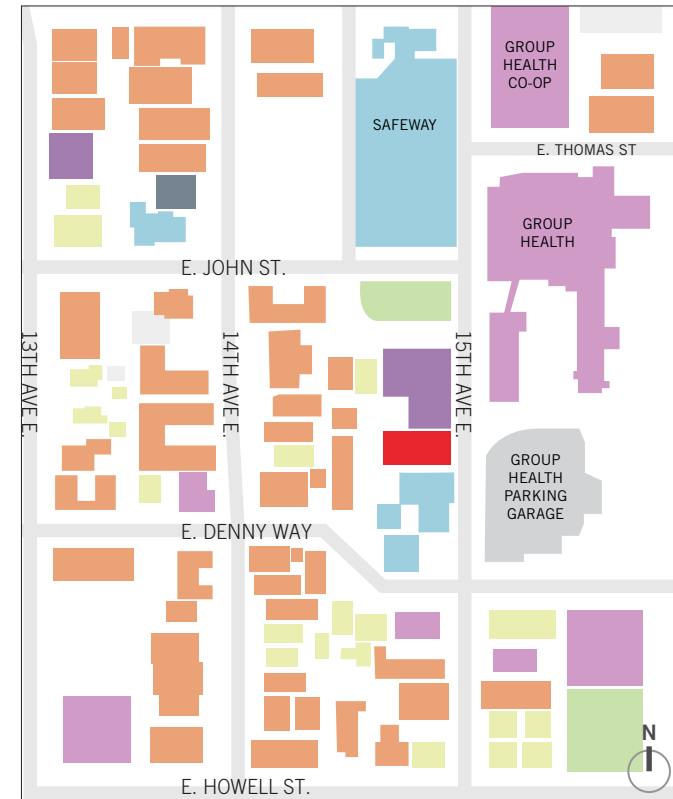 GROUP
HEALTH
CO-OP
SAFEWAY
E. THOMAS ST
GROUP
HEALTH
E. JOHN ST.
13TH AVE E.
14TH AVE E.
15TH AVE E.
GROUP
HEALTH
PARKING
GARAGE
E. DENNY WAY
N
E. HOWELL ST.